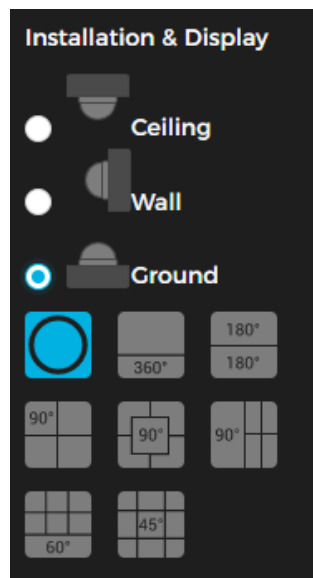 Installation & Display
Ceiling
Wall
Ground
360°
180°
180°
90°
90°
90°
60°
45°